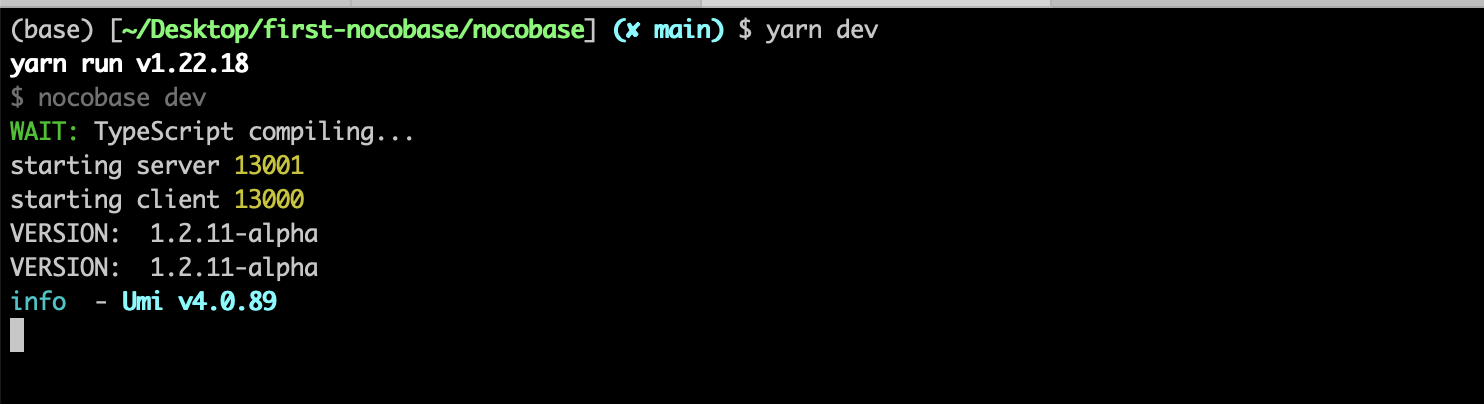 (base) [~/Desktop/first-nocobase/nocobase] (✘ main) $ yarn dev
yarn run v1.22.18
$ nocobase dev
WAIT: TypeScript compiling...
starting server 13001
starting client 13000
VERSION:  1.2.11-alpha
VERSION:  1.2.11-alpha
info  - Umi v4.0.89